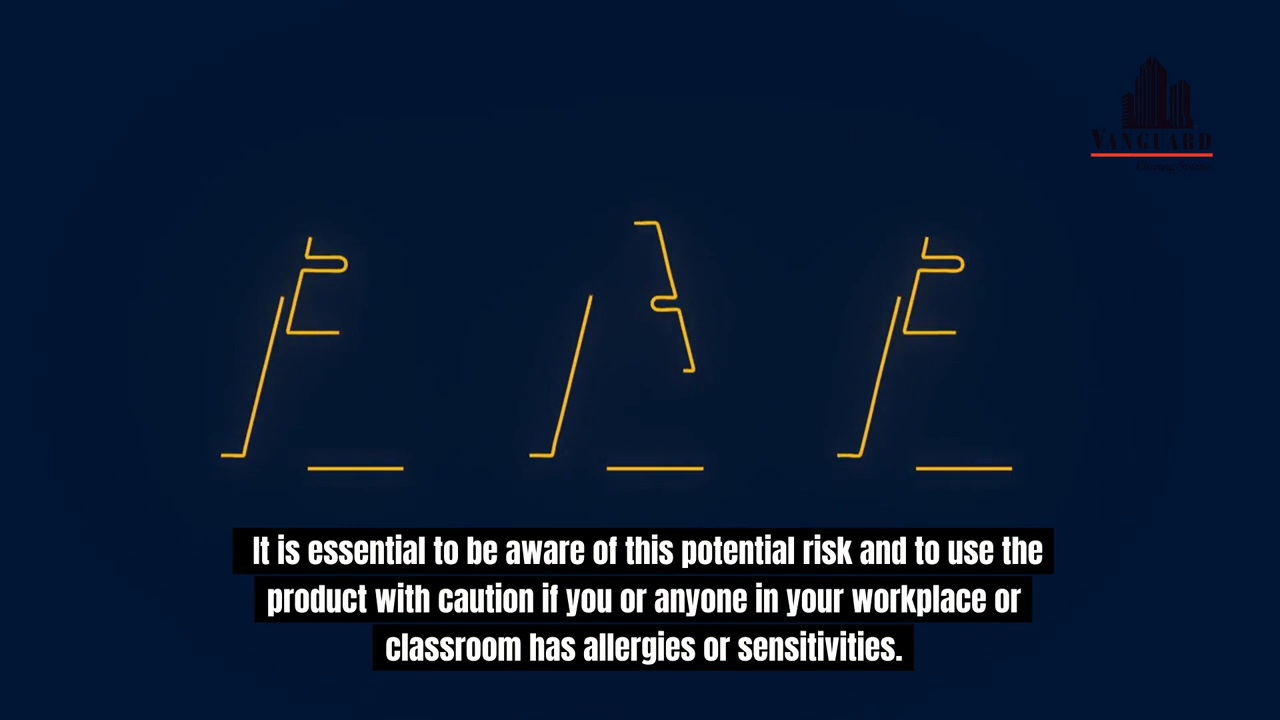 VANGUARD
It is essential to be aware of this potential risk and to use the
product with caution if you or anyone in your workplace or
classroom has allergies or sensitivities.